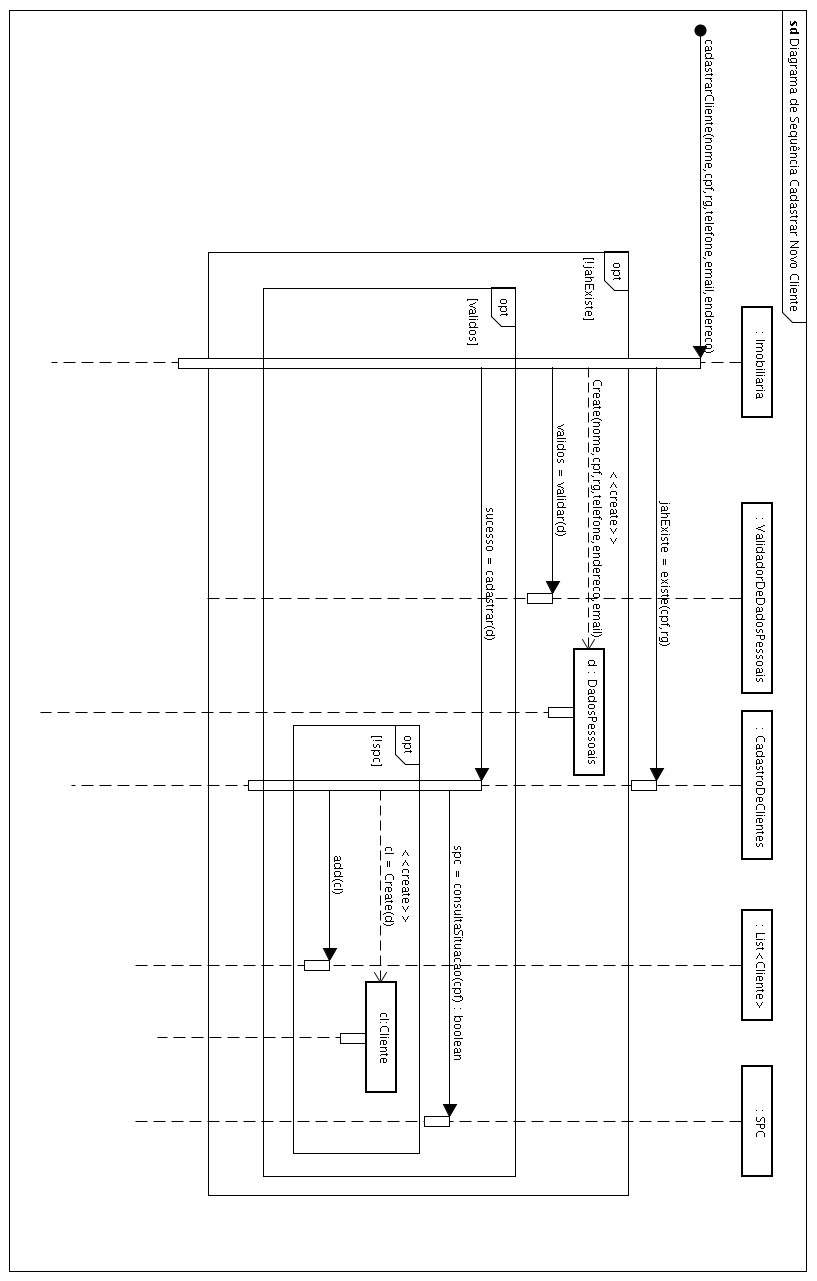 sd Diagrama de Sequência Cadastrar Novo Cliente
: Imobiliaria
: ValidadorDeDadosPessoais
: CadastroDeClientes
: List<Cliente>
: SPC
cadastrarCliente(nome,cpf,rg,telefone,email,endereco)
jahExiste = existe(cpf,rg)
opt
[!jahExiste]
<<create>>
Create(nome,cpf,rg,telefone,endereco,email)
d : DadosPessoais
validos = validar(d)
opt
[validos]
sucesso = cadastrar(d)
spc = consultaSituacao(cpf) : boolean
opt
[!spc]
<<create>>
cl = Create(d)
cl:Cliente
add(cl)